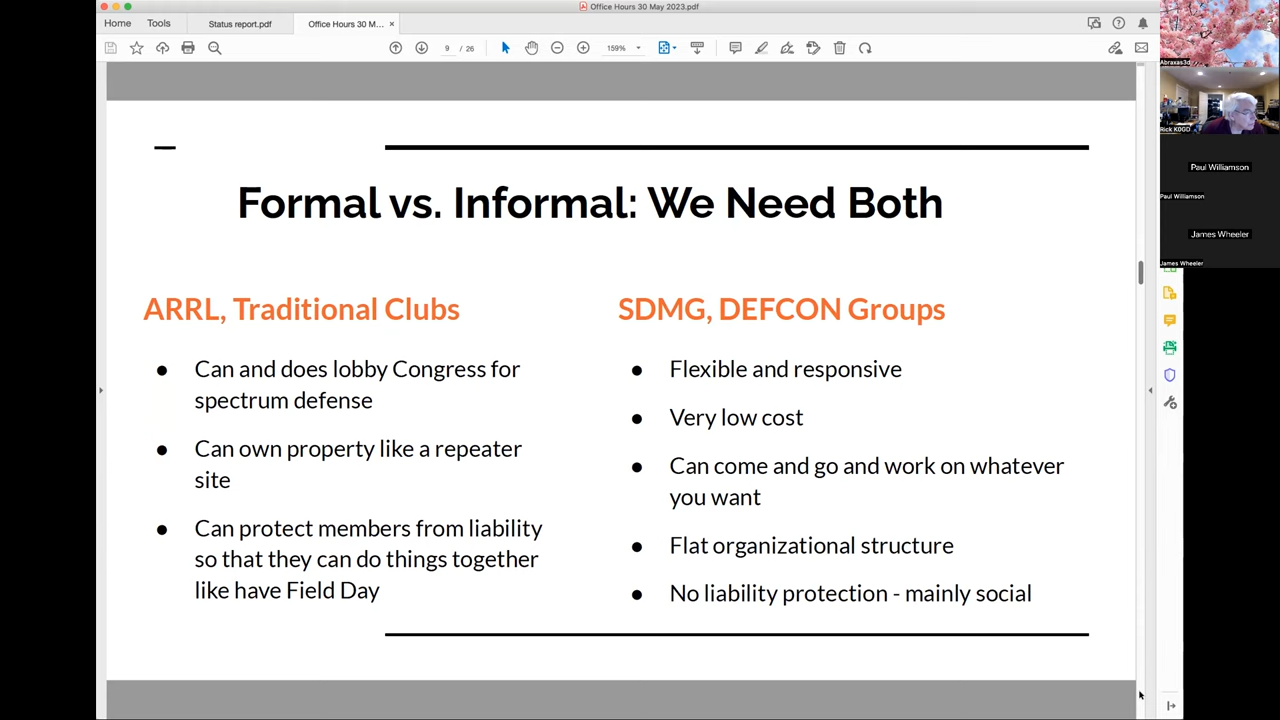 Office Hours 30 May 2023.pdf
Home
Tools
Status report.pdf
Office Hours 30 M...
9 / 26
159%
Formal vs. Informal: We Need Both
ARRL, Traditional Clubs
Can and does lobby Congress for
spectrum defense
Can own property like a repeater
site
Can protect members from liability
so that they can do things together
like have Field Day
SDMG, DEFCON Groups
Flexible and responsive
Very low cost
Can come and go and work on whatever
you want
Flat organizational structure
No liability protection - mainly social
Abraxas3d
Rick K0GD
Paul Williamson
Paul Williamson
James Wheeler
James Wheeler